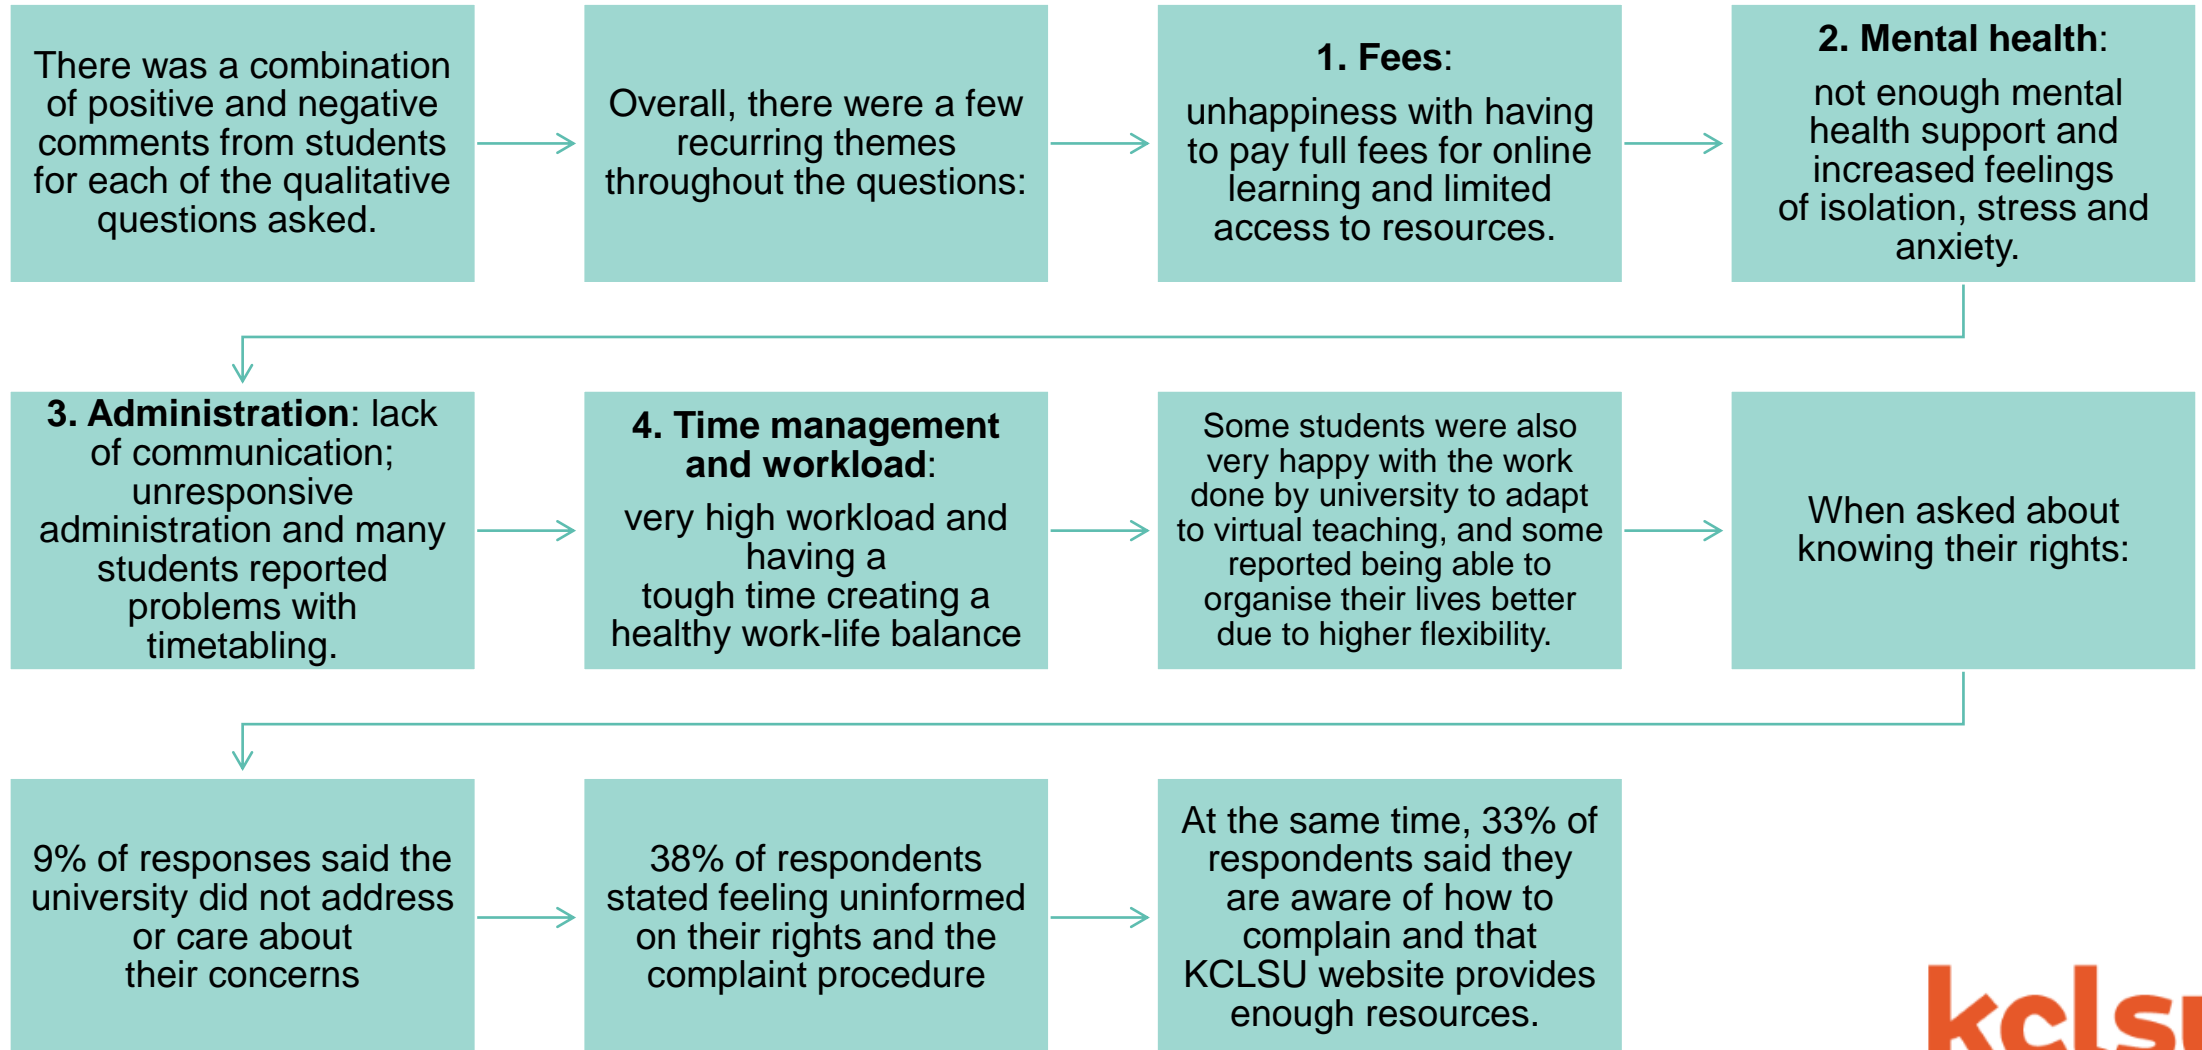 There was a combination
of positive and negative
comments from students
for each of the qualitative
questions asked.
Overall, there were a few
recurring themes
throughout the questions:
1. Fees:
unhappiness with having
to pay full fees for online
learning and limited
access to resources.
2. Mental health:
not enough mental
health support and
increased feelings
of isolation, stress and
anxiety.
3. Administration: lack
of communication;
unresponsive
administration and many
students reported
problems with
timetabling.
4. Time management
and workload:
very high workload and
having a
tough time creating a
healthy work-life balance
Some students were also
very happy with the work
done by university to adapt
to virtual teaching, and some
reported being able to
organise their lives better
due to higher flexibility.
When asked about
knowing their rights:
9% of responses said the
university did not address
or care about
their concerns
38% of respondents
stated feeling uninformed
on their rights and the
complaint procedure
At the same time, 33% of
respondents said they
are aware of how to
complain and that
KCLSU website provides
enough resources.
kclsu